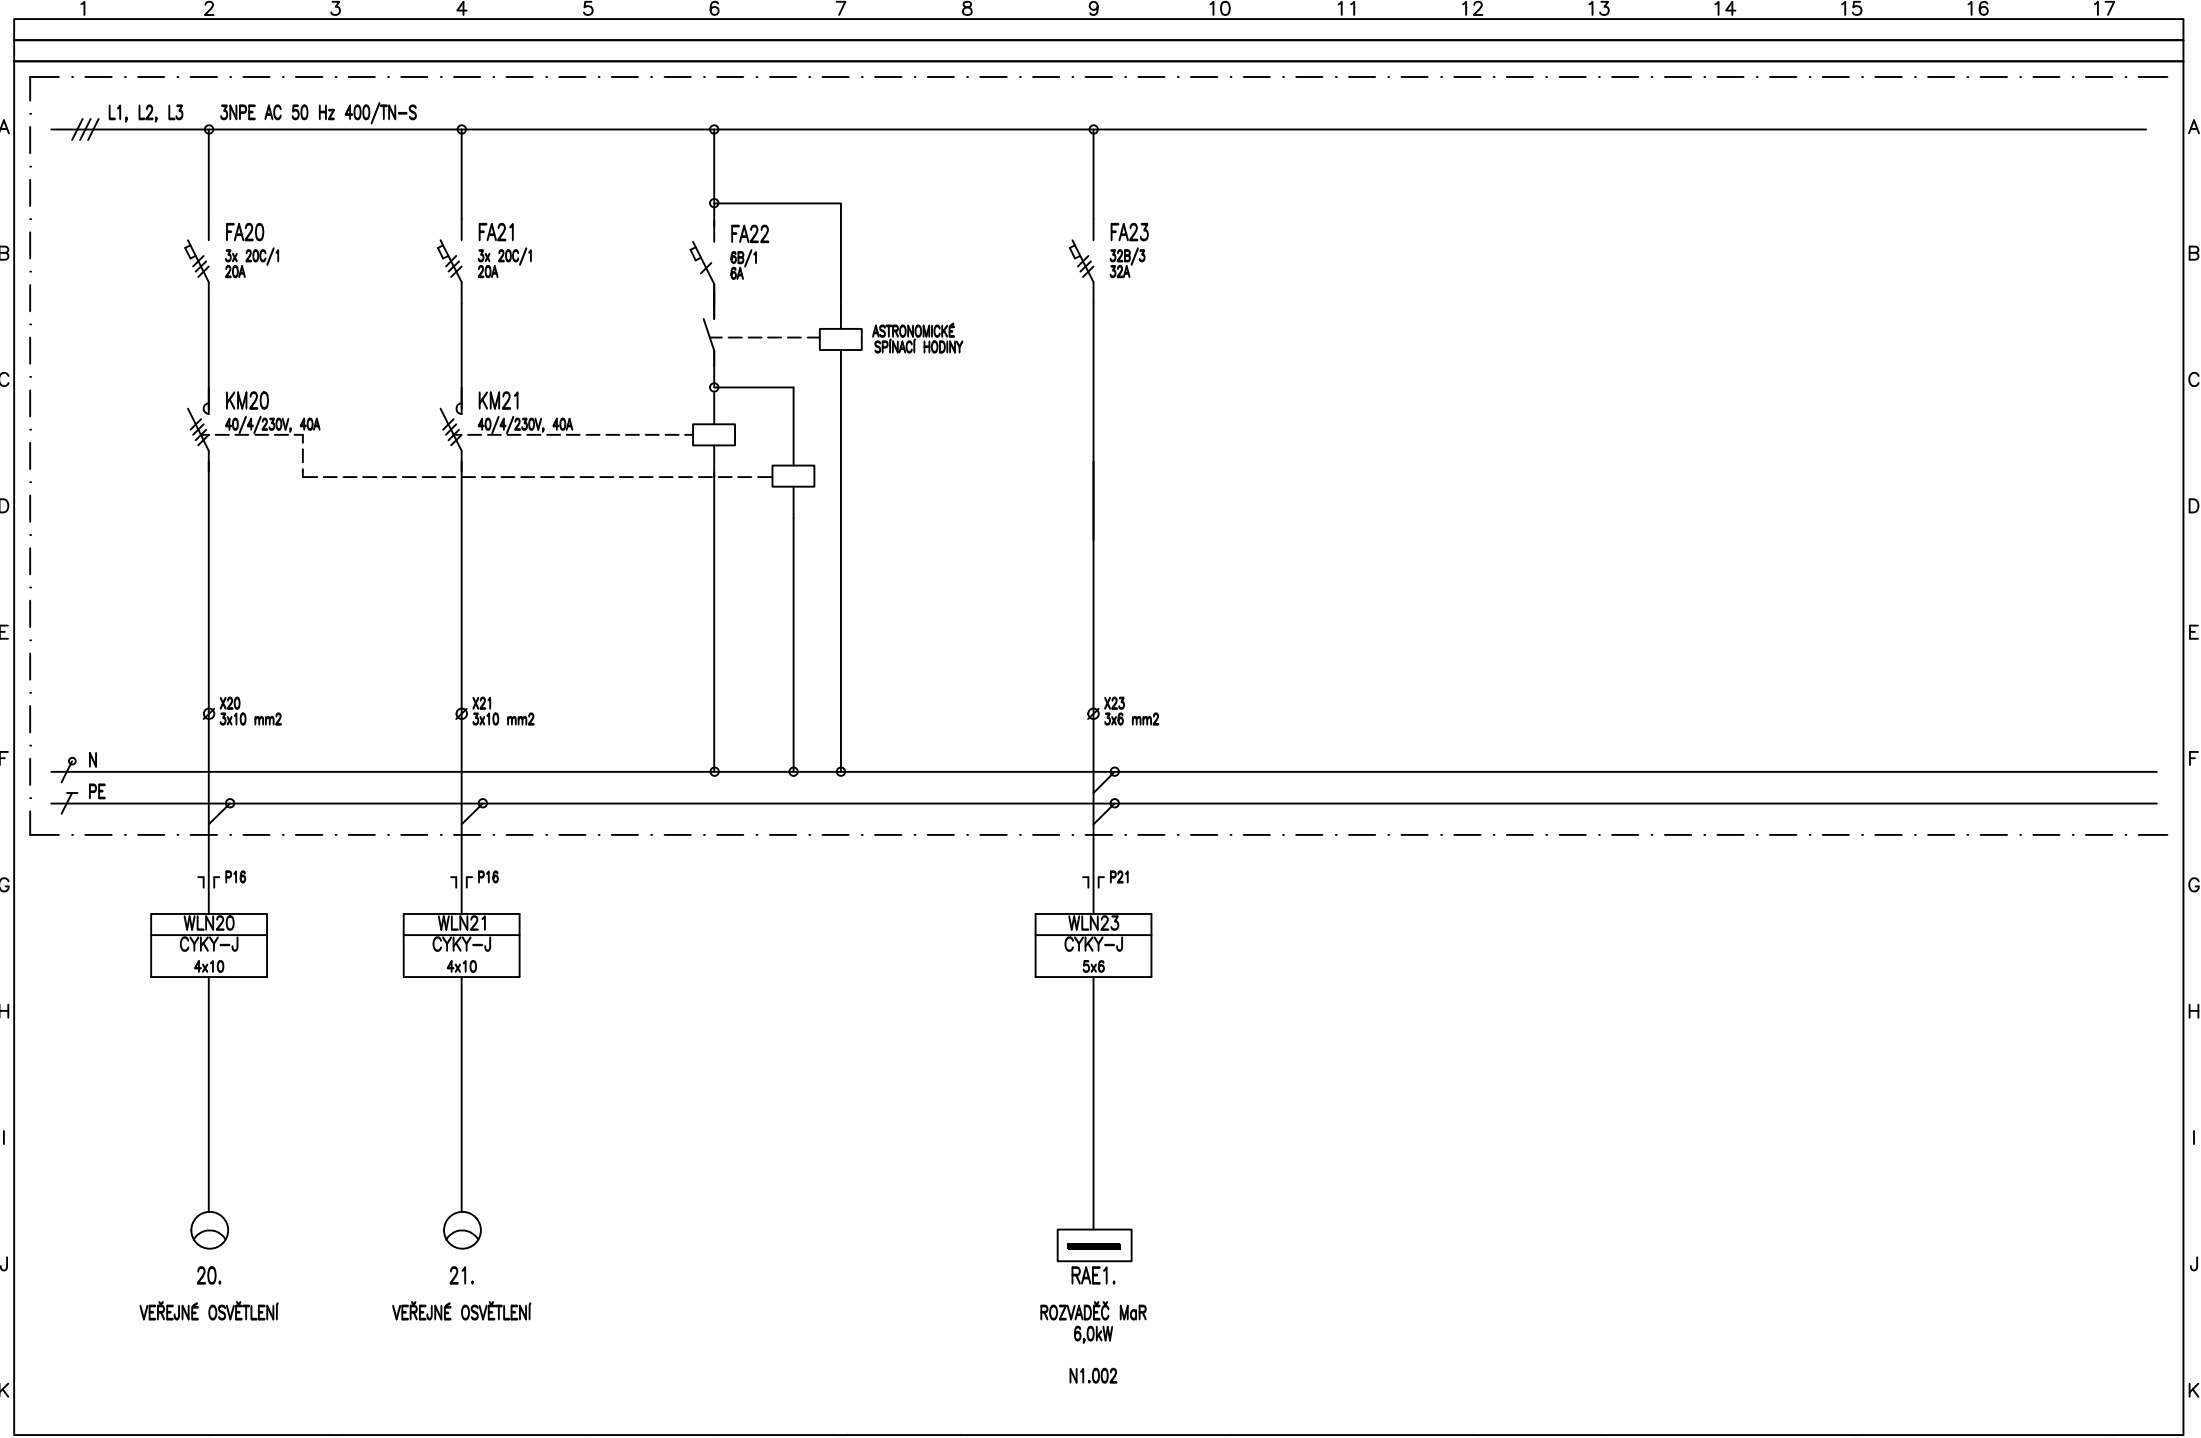 1 2 3 4 5 6 7 8 9 10 11 12 13 14 15 16 17
L1, L2, L3 3NPE AC 50 Hz 400/TN-S
A A
FA20
3x 20C/1
20A
FA21
3x 20C/1
20A
FA22
6B/1
6A
FA23
32B/3
32A
B B
ASTRONOMICKÉ
SPÍNACÍ HODINY
C C
KM20
40/4/230V, 40A
KM21
40/4/230V, 40A
D D
E E
X20
3x10 mm2
X21
3x10 mm2
X23
3x6 mm2
F F
N
PE
G G
P16
P16
P21
WLN20
CYKY-J
4x10
WLN21
CYKY-J
4x10
WLN23
CYKY-J
5x6
H H
I I
J J
20.
VEŘEJNÉ OSVĚTLENÍ
21.
VEŘEJNÉ OSVĚTLENÍ
RAE1.
ROZVADĚČ MaR
6,0kW
N1.002
K K